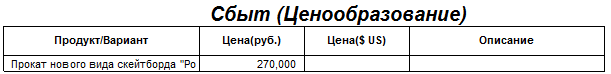 Сбыт (Ценообразование)
Продукт/Вариант Цена(руб.) Цена($ US) Описание
Прокат нового вида скейтборда "Ро 270,000